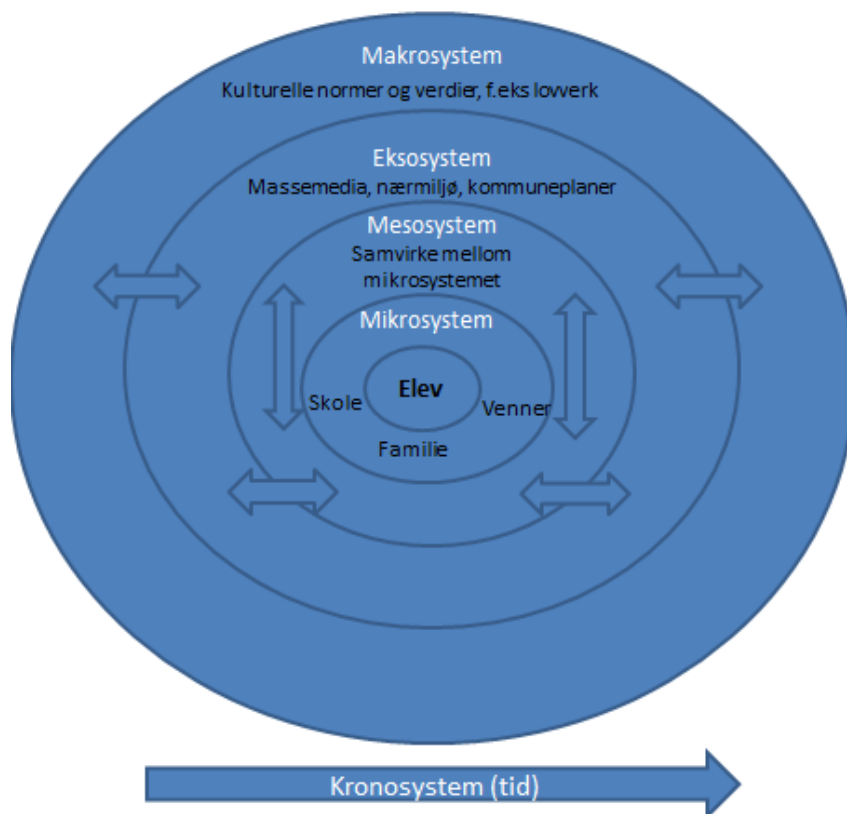 Makrosystem
Kulturelle normer og verdier, f.eks lovverk
Eksosystem
Massemedia, nærmiljø, kommuneplaner
Mesosystem
Samvirke mellom
mikrosystemet
Mikrosystem
Elev
Skole
Venner
Familie
Kronosystem (tid)